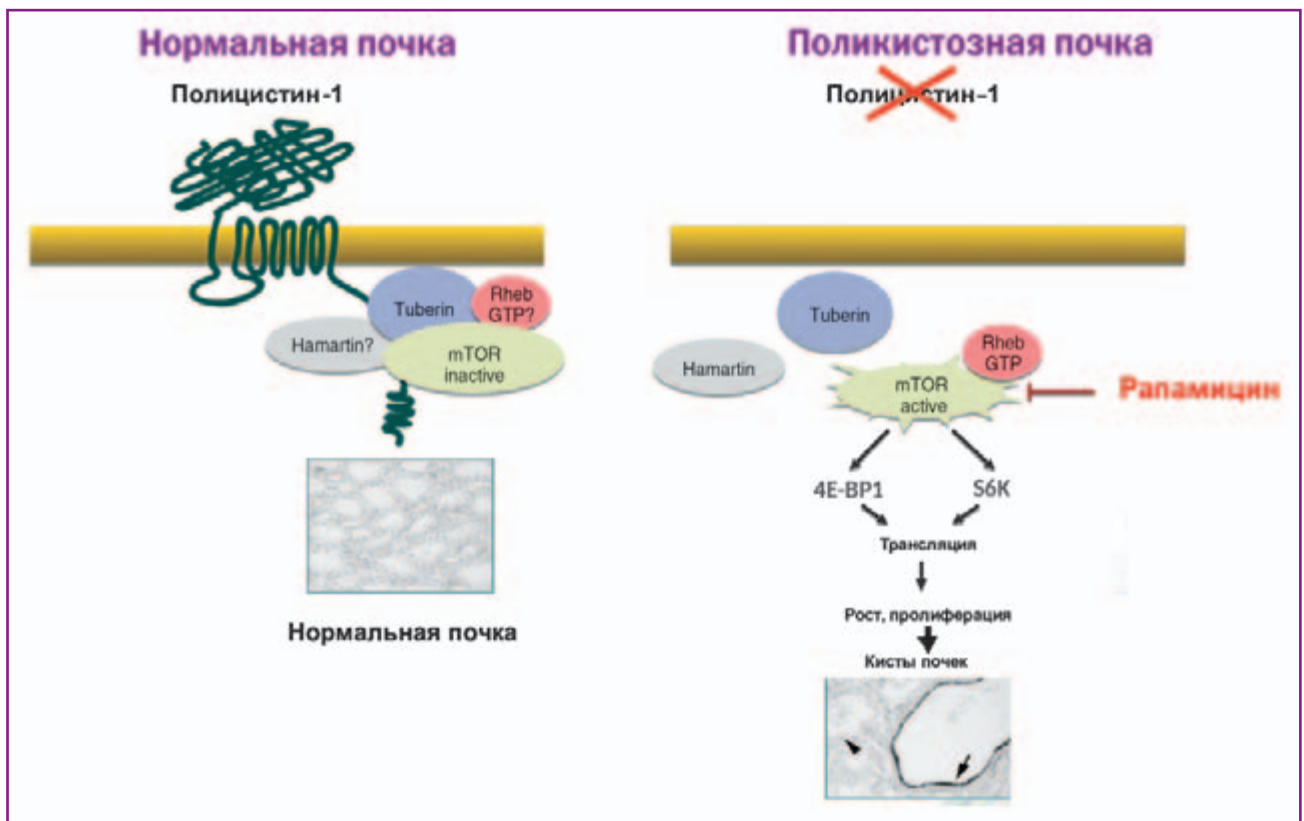 Нормальная почка
Полицистин-1
Tuberin
Rheb
GTP?
Hamartin?
mTOR
inactive
Нормальная почка
Поликистозная почка
Полицистин-1
Tuberin
Hamartin
Rheb
GTP
mTOR
active
Рапамицин
4E-BP1
S6K
Трансляция
Рост, пролиферация
Кисты почек